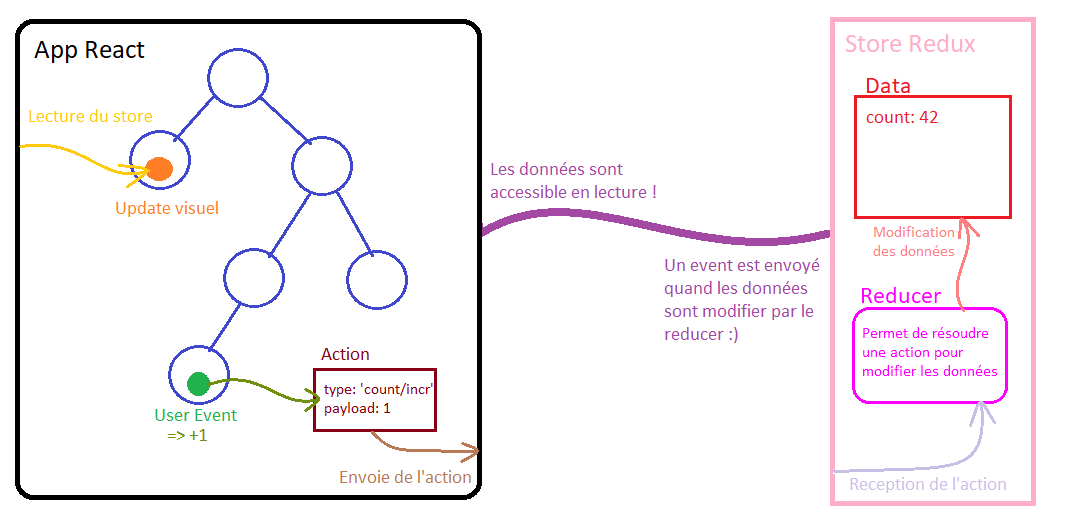 App React
Lecture du store
Update visuel
User Event
=> +1
Action
type: 'count/incr'
payload: 1
Envoie de l'action
Les données sont
accessible en lecture !
Un event est envoyé
quand les données
sont modifier par le
reducer :)
Store Redux
Data
count: 42
Modification
des données
Reducer
Permet de résoudre
une action pour
modifier les données
Reception de l'action